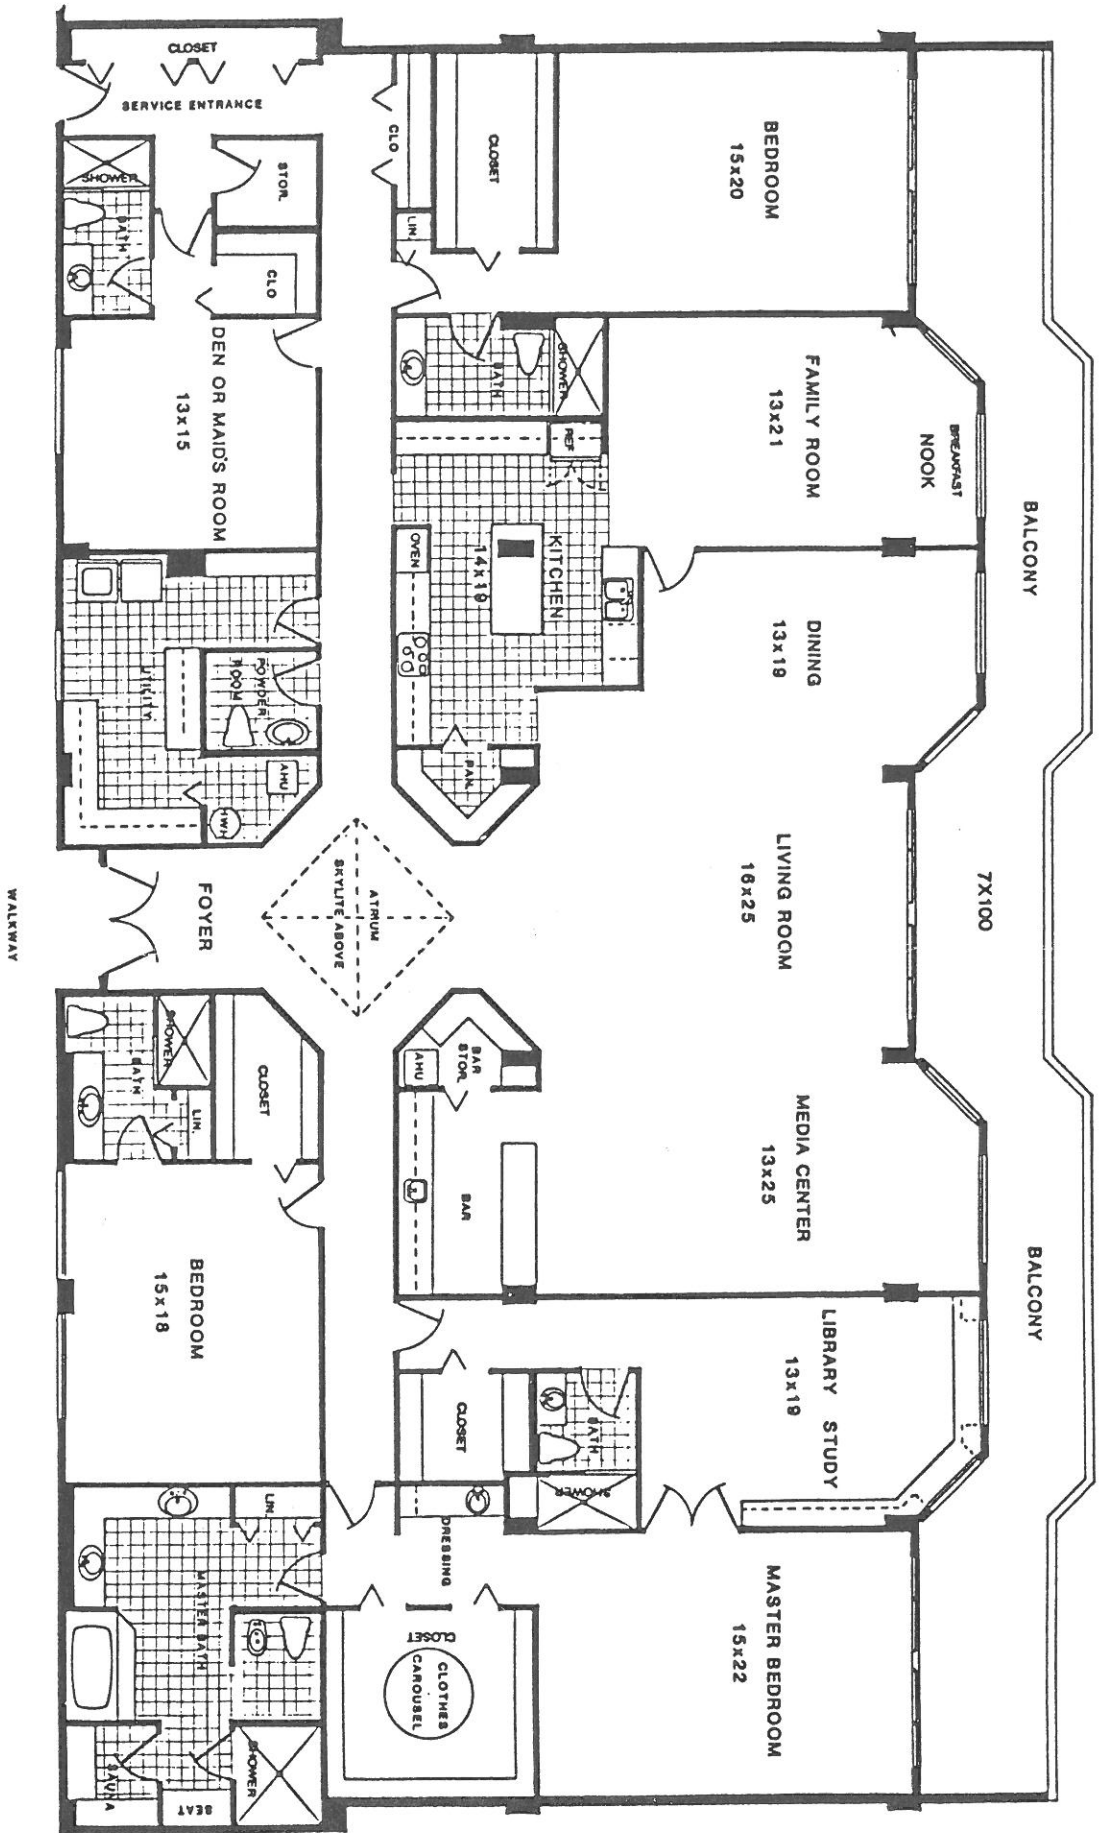 BALCONY
7X100
BALCONY
BEDROOM
15x20
FAMILY ROOM
13x21
BREAKFAST
NOOK
DINING
13x19
LIVING ROOM
16x25
MEDIA CENTER
13x25
LIBRARY STUDY
13x19
MASTER BEDROOM
15x22
CLOSET
CLO
LIN
BATH
SHOWER
REF
KITCHEN
14x19
OVEN
PAN.
BAR
STOR.
AHU
BAR
CLOSET
BATH
SHOWER
DRESSING
CLOSET
CLOTHES
CAROUSEL
ATRIUM
SKYLITE ABOVE
CLOSET
SERVICE ENTRANCE
STOR.
CLO
SHOWER
BATH
DEN OR MAID'S ROOM
13x15
UTILITY
POWDER
ROOM
AHU
HWH
FOYER
CLOSET
SHOWER
BATH
LIN.
BEDROOM
15x18
LIN.
MASTER BATH
SHOWER
SEAT
SAUNA
WALKWAY